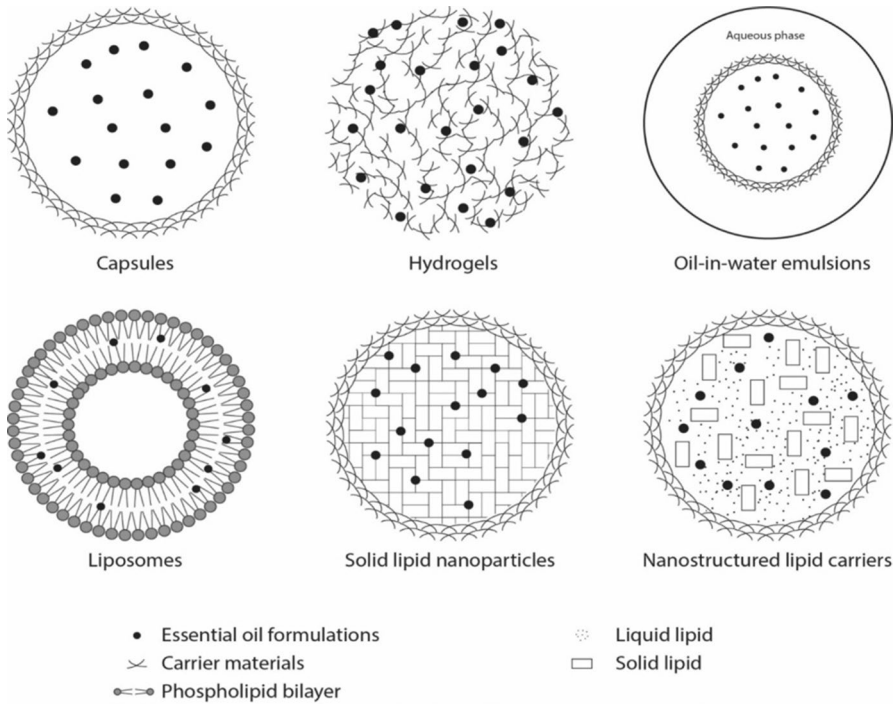 Aqueous phase
Capsules
Hydrogels
Oil-in-water emulsions
Liposomes
Solid lipid nanoparticles
Nanostructured lipid carriers
Essential oil formulations
Liquid lipid
Carrier materials
Solid lipid
Phospholipid bilayer